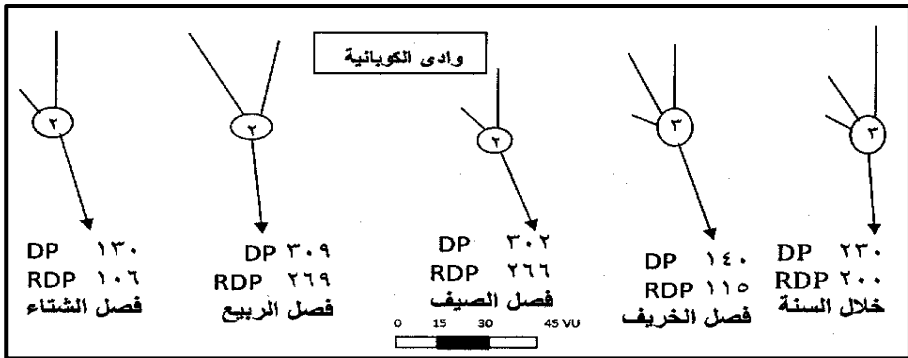 وادى الكوبانية
٢
٢
٢
٣
٣
DP ١٣٠
RDP ١٠٦
فصل الشتاء
DP ٣٠٩
RDP ٢٦٩
فصل الربيع
DP ٣٠٢
RDP ٢٦٦
فصل الصيف
DP ١٤٠
RDP ١١٥
فصل الخريف
DP ٢٣٠
RDP ٢٠٠
خلال السنة
0 15 30 45 VU